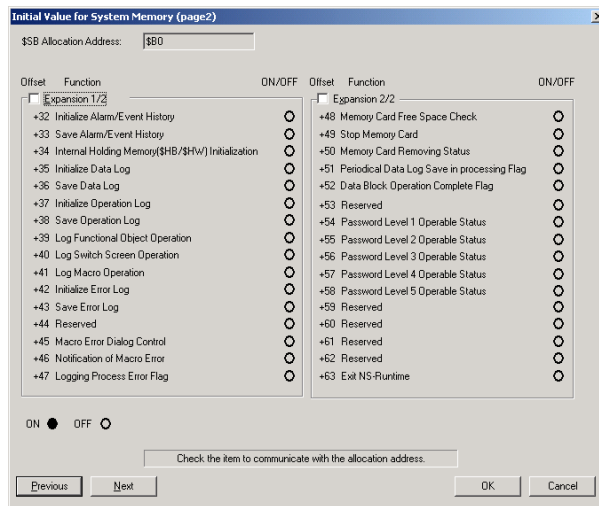 Initial Value for System Memory (page2)
$SB Allocation Address: $B0
Offset Function ON/OFF
Expansion 1/2
+32 Initialize Alarm/Event History
+33 Save Alarm/Event History
+34 Internal Holding Memory($HB/$HW) Initialization
+35 Initialize Data Log
+36 Save Data Log
+37 Initialize Operation Log
+38 Save Operation Log
+39 Log Functional Object Operation
+40 Log Switch Screen Operation
+41 Log Macro Operation
+42 Initialize Error Log
+43 Save Error Log
+44 Reserved
+45 Macro Error Dialog Control
+46 Notification of Macro Error
+47 Logging Process Error Flag
Offset Function ON/OFF
Expansion 2/2
+48 Memory Card Free Space Check
+49 Stop Memory Card
+50 Memory Card Removing Status
+51 Periodical Data Log Save in processing Flag
+52 Data Block Operation Complete Flag
+53 Reserved
+54 Password Level 1 Operable Status
+55 Password Level 2 Operable Status
+56 Password Level 3 Operable Status
+57 Password Level 4 Operable Status
+58 Password Level 5 Operable Status
+59 Reserved
+60 Reserved
+61 Reserved
+62 Reserved
+63 Exit NS-Runtime
ON OFF
Check the item to communicate with the allocation address.
Previous Next OK Cancel